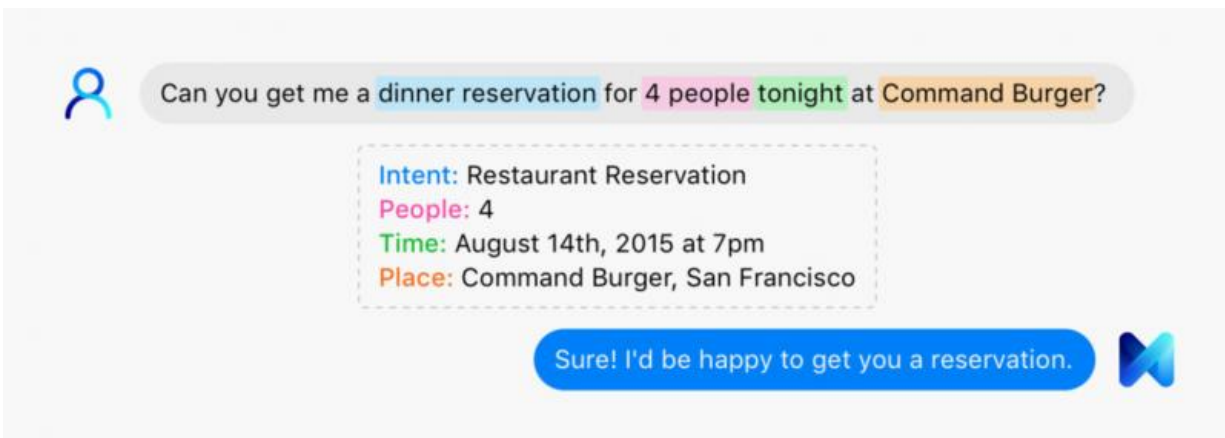 Can you get me a dinner reservation for 4 people tonight at Command Burger?
Intent: Restaurant Reservation
People: 4
Time: August 14th, 2015 at 7pm
Place: Command Burger, San Francisco
Sure! I'd be happy to get you a reservation.